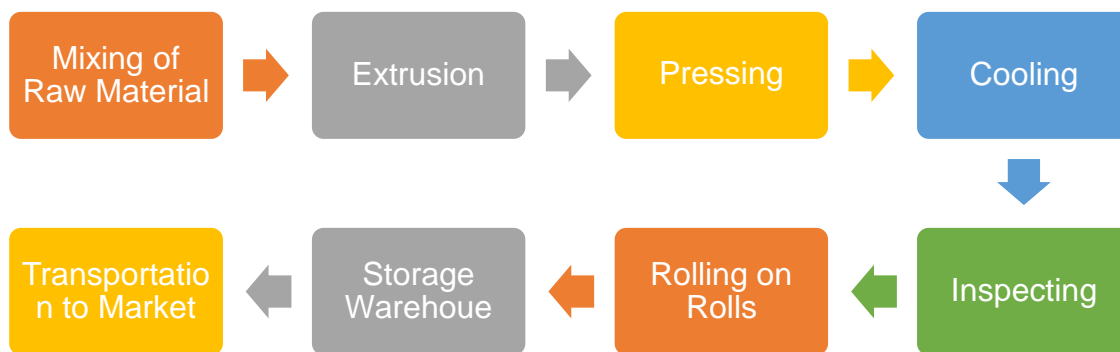 Mixing of
Raw Material
Extrusion
Pressing
Cooling
Transportatio
n to Market
Storage
Warehoue
Rolling on
Rolls
Inspecting